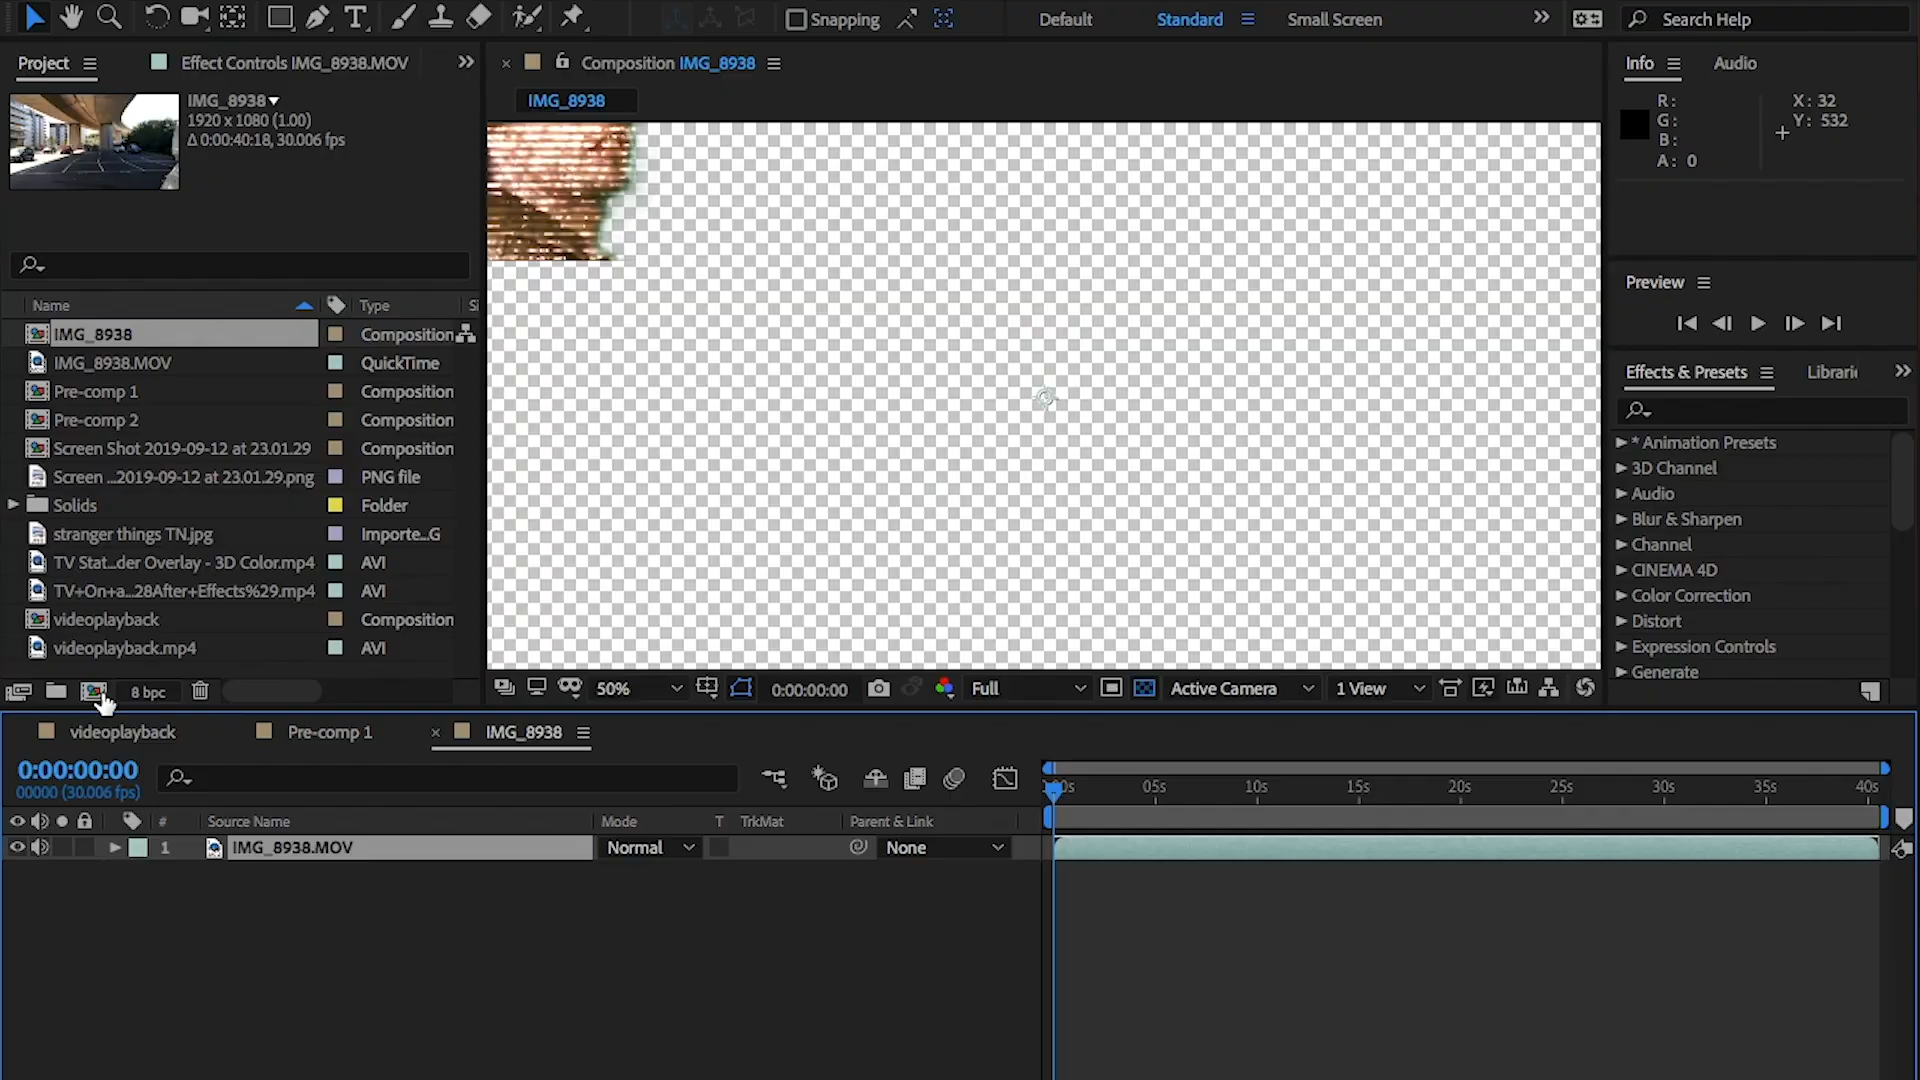 Snapping
Default
Standard
Small Screen
Search Help
Project
Effect Controls IMG_8938.MOV
Composition IMG_8938
Info
Audio
IMG_8938
1920 x 1080 (1.00)
Δ 0:00:40:18, 30.006 fps
IMG_8938
R:
G:
B:
A: 0
X: 32
Y: 532
Preview
Name
Type
Si
IMG_8938
Composition
IMG_8938.MOV
QuickTime
Pre-comp 1
Composition
Pre-comp 2
Composition
Screen Shot 2019-09-12 at 23.01.29
Composition
Screen ...2019-09-12 at 23.01.29.png
PNG file
Solids
Folder
stranger things TN.jpg
Importe...G
TV Stat...der Overlay - 3D Color.mp4
AVI
TV+On+a...28After+Effects%29.mp4
AVI
videoplayback
Composition
videoplayback.mp4
AVI
Effects & Presets
Librari
* Animation Presets
3D Channel
Audio
Blur & Sharpen
Channel
CINEMA 4D
Color Correction
Distort
Expression Controls
Generate
8 bpc
50%
0:00:00:00
Full
Active Camera
1 View
videoplayback
Pre-comp 1
IMG_8938
0:00:00:00
00000 (30.006 fps)
0s
05s
10s
15s
20s
25s
30s
35s
40s
#
Source Name
Mode
T
TrkMat
Parent & Link
1
IMG_8938.MOV
Normal
None